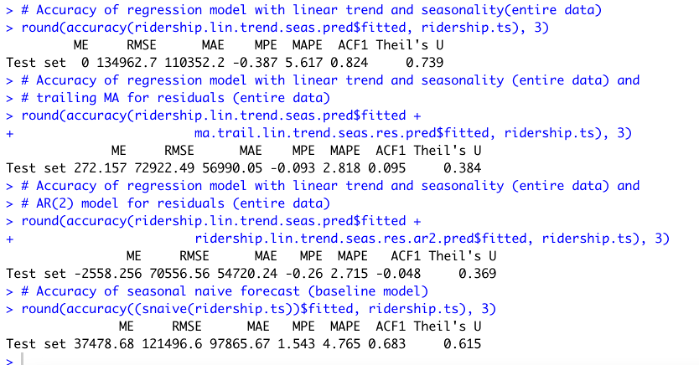 > # Accuracy of regression model with linear trend and seasonality(entire data)
> round(accuracy(ridership.lin.trend.seas.pred$fitted, ridership.ts), 3)
ME RMSE MAE MPE MAPE ACF1 Theil's U
Test set 0 134962.7 110352.2 -0.387 5.617 0.824 0.739
> # Accuracy of regression model with linear trend and seasonality (entire data) and
> # trailing MA for residuals (entire data)
> round(accuracy(ridership.lin.trend.seas.pred$fitted +
+ ma.trail.lin.trend.seas.res.pred$fitted, ridership.ts), 3)
ME RMSE MAE MPE MAPE ACF1 Theil's U
Test set 272.157 72922.49 56990.05 -0.093 2.818 0.095 0.384
> # Accuracy of regression model with linear trend and seasonality (entire data) and
> # AR(2) model for residuals (entire data)
> round(accuracy(ridership.lin.trend.seas.pred$fitted +
+ ridership.lin.trend.seas.res.ar2.pred$fitted, ridership.ts), 3)
ME RMSE MAE MPE MAPE ACF1 Theil's U
Test set -2558.256 70556.56 54720.24 -0.26 2.715 -0.048 0.369
> # Accuracy of seasonal naive forecast (baseline model)
> round(accuracy((snaive(ridership.ts))$fitted, ridership.ts), 3)
ME RMSE MAE MPE MAPE ACF1 Theil's U
Test set 37478.68 121496.6 97865.67 1.543 4.765 0.683 0.615
>